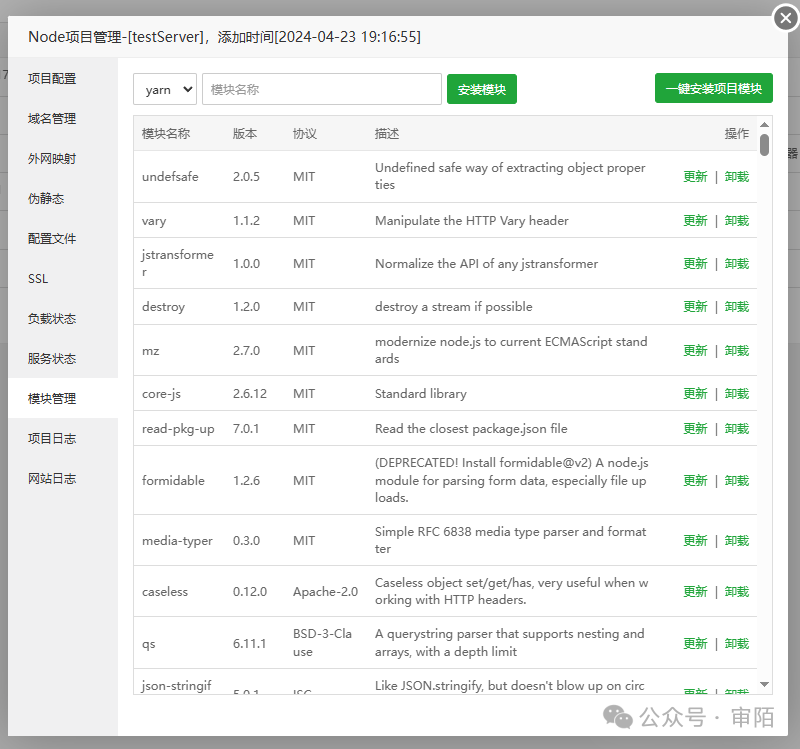 Node项目管理-[testServer]，添加时间[2024-04-23 19:16:55]
项目配置
域名管理
外网映射
伪静态
配置文件
SSL
负载状态
服务状态
模块管理
项目日志
网站日志
yarn 模块名称 安装模块 一键安装项目模块
模块名称 版本 协议 描述 操作
undefsafe 2.0.5 MIT Undefined safe way of extracting object proper
ties
更新 | 卸载
vary 1.1.2 MIT Manipulate the HTTP Vary header 更新 | 卸载
jstransforme
r
1.0.0 MIT Normalize the API of any jstransformer 更新 | 卸载
destroy 1.2.0 MIT destroy a stream if possible 更新 | 卸载
mz 2.7.0 MIT modernize node.js to current ECMAScript stand
ards
更新 | 卸载
core-js 2.6.12 MIT Standard library 更新 | 卸载
read-pkg-up 7.0.1 MIT Read the closest package.json file 更新 | 卸载
formidable 1.2.6 MIT (DEPRECATED! Install formidable@v2) A node.js
module for parsing form data, especially file up
loads.
更新 | 卸载
media-typer 0.3.0 MIT Simple RFC 6838 media type parser and format
ter
更新 | 卸载
caseless 0.12.0 Apache-2.0 Caseless object set/get/has, very useful when w
orking with HTTP headers.
更新 | 卸载
qs 6.11.1 BSD-3-Cla
use
A querystring parser that supports nesting and
arrays, with a depth limit
更新 | 卸载
json-stringif 5.0.1 ISC Like JSON.stringify, but doesn't blow up on circ
更新 | 卸载
公众号 · 审陌